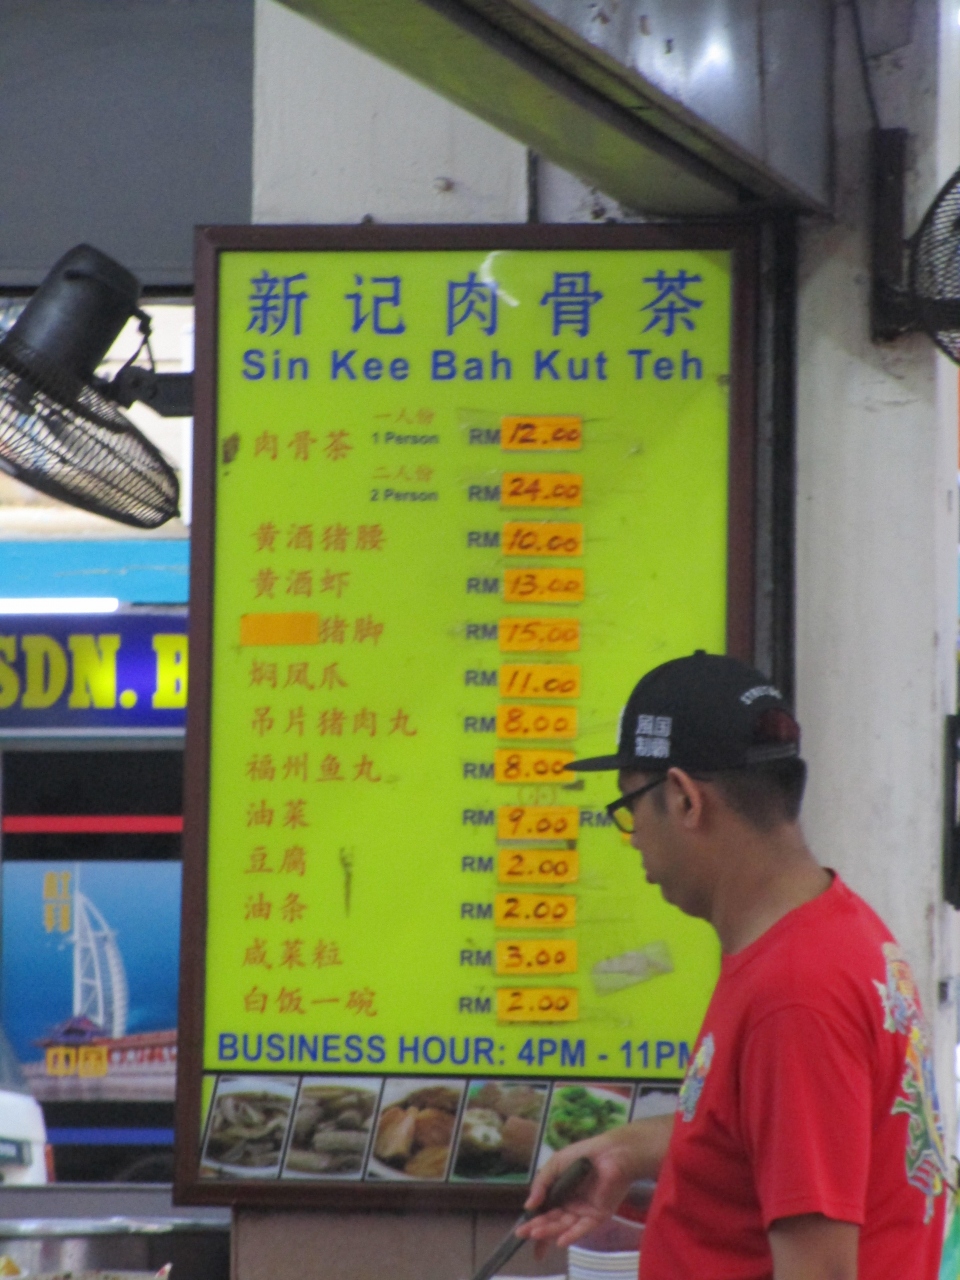 新记肉骨茶
Sin Kee Bah Kut Teh
肉骨茶 一人份 1 Person RM 12.00
二人份 2 Person RM 24.00
黄酒猪腰 RM 10.00
黄酒虾 RM 13.00
猪脚 RM 15.00
焖凤爪 RM 11.00
吊片猪肉丸 RM 8.00
福州鱼丸 RM 8.00
油菜 (小) RM 9.00 RM
豆腐 RM 2.00
油条 RM 2.00
咸菜粒 RM 3.00
白饭一碗 RM 2.00
BUSINESS HOUR: 4PM - 11PM
SDN. B
中国